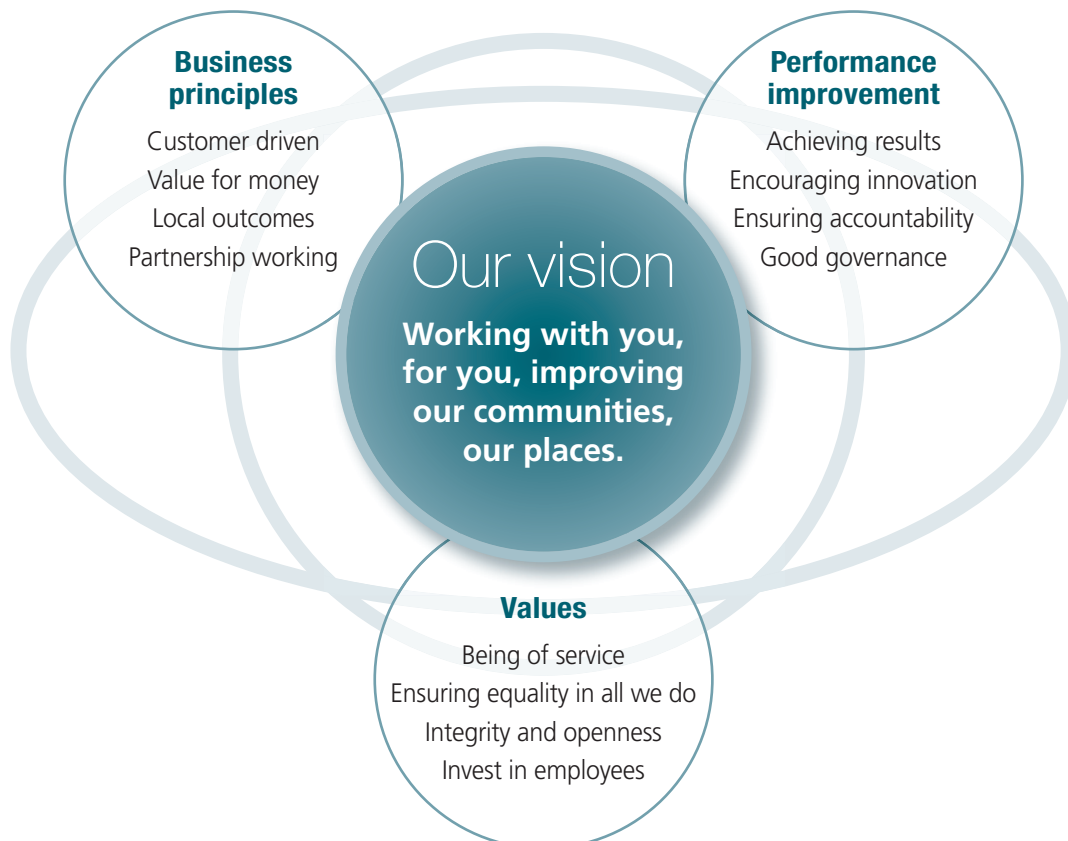 Business
principles
Customer driven
Value for money
Local outcomes
Partnership working
Performance
improvement
Achieving results
Encouraging innovation
Ensuring accountability
Good governance
Our vision
Working with you,
for you, improving
our communities,
our places.
Values
Being of service
Ensuring equality in all we do
Integrity and openness
Invest in employees